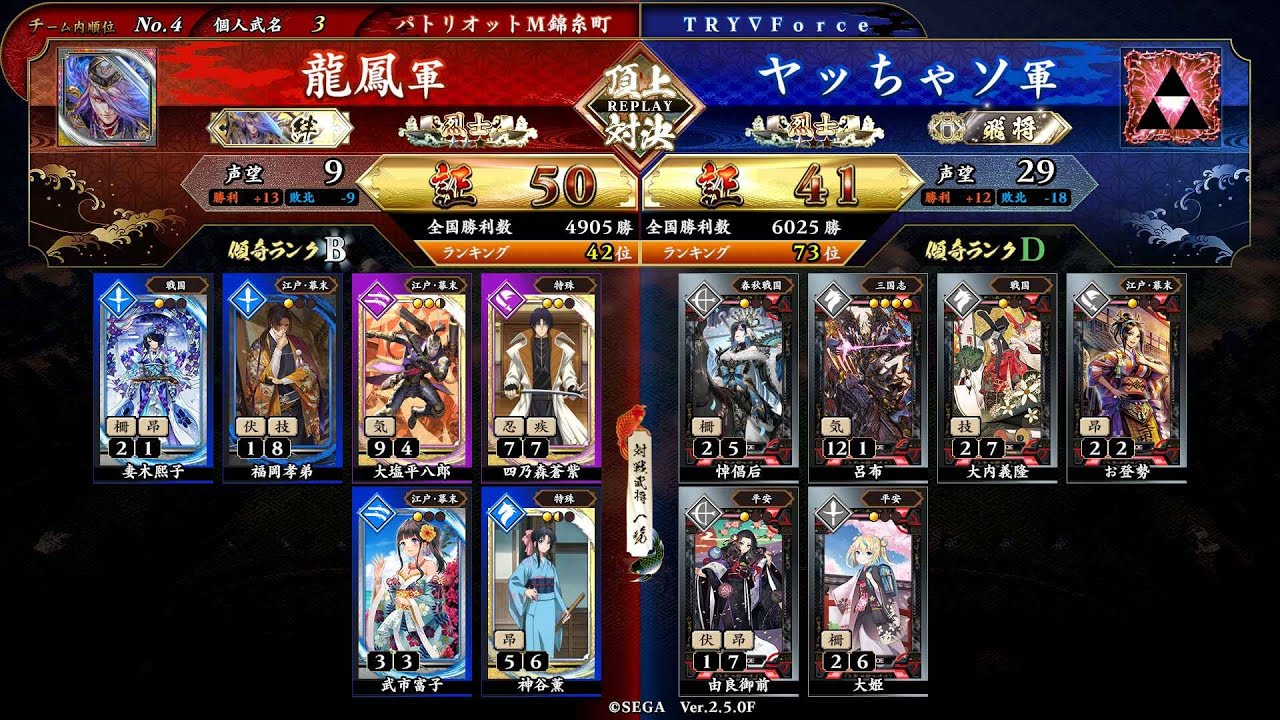 チーム内順位 No.4 個人武名 3 パトリオットM錦糸町
TRY∇Force
龍鳳軍
頂上
REPLAY
対決
ヤッちゃソ軍
絆
烈士
烈士
飛将
声望 9
勝利 +13 敗北 -9
証 50
証 41
声望 29
勝利 +12 敗北 -18
全国勝利数 4905勝
全国勝利数 6025勝
傾奇ランクB
ランキング 42位
ランキング 73位
傾奇ランクD
戦国
柵 昂
2 1
妻木煕子
江戸・幕末
伏 技
1 8
福岡孝弟
江戸・幕末
気
9 4
大塩平八郎
特殊
忍 疾
7 7
四乃森蒼紫
春秋戦国
柵
2 5
悼倡后
三国志
気
12 1
呂布
戦国
技
2 7
大内義隆
江戸・幕末
昂
2 2
お登勢
対戦武将一覧
江戸・幕末
3 3
武市富子
特殊
昂
5 6
神谷薫
平安
伏 昂
1 7
由良御前
平安
柵
2 6
大姫
©SEGA Ver.2.5.0F